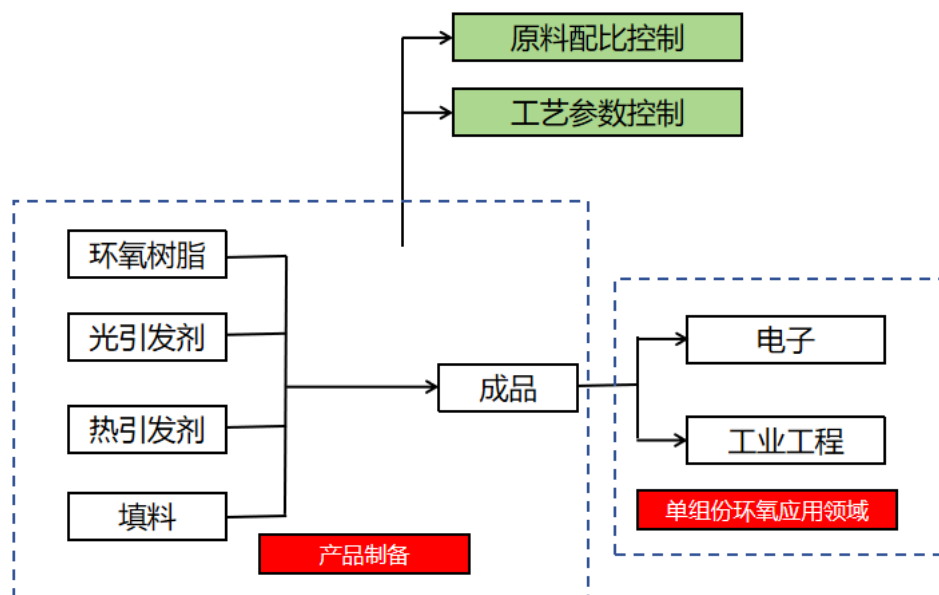 原料配比控制
工艺参数控制
环氧树脂
光引发剂
热引发剂
填料
成品
产品制备
电子
工业工程
单组份环氧应用领域